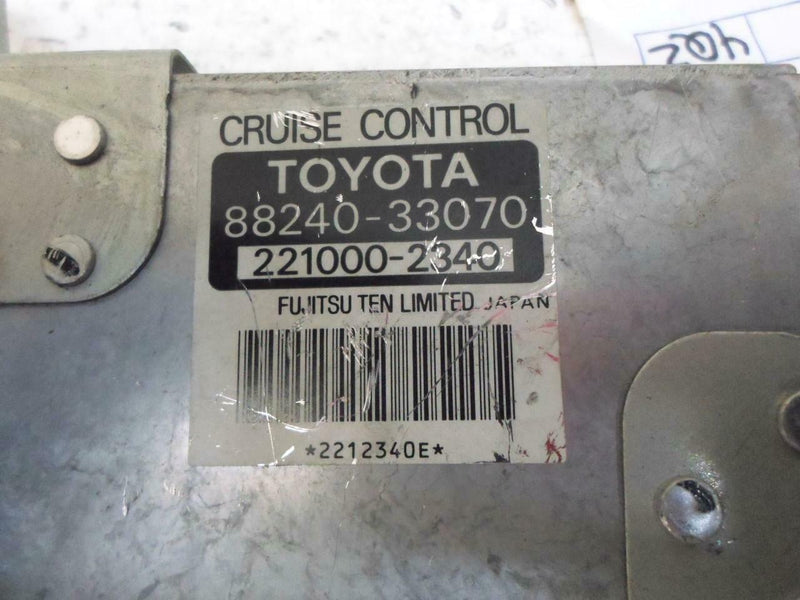 CRUISE CONTROL
TOYOTA
88240-33070
221000-2340
FUJITSU TEN LIMITED JAPAN
*2212340E*